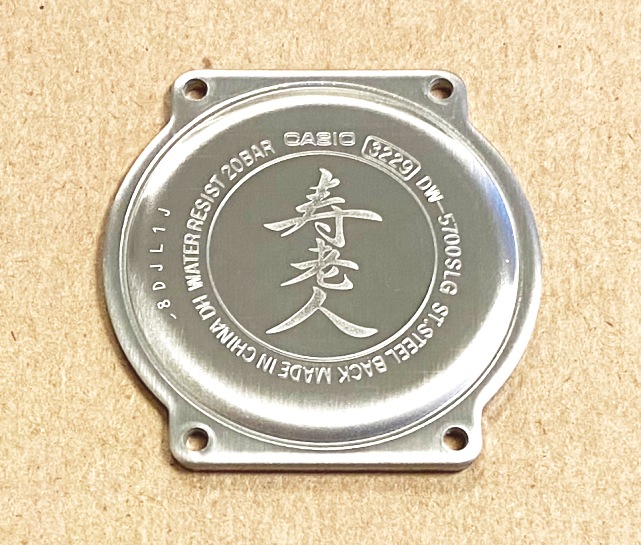 CASIO
3229
DW-5700SLG ST.STEEL BACK MADE IN CHINA DH WATER RESIST 20BAR
寿
老
人
8DJL1J